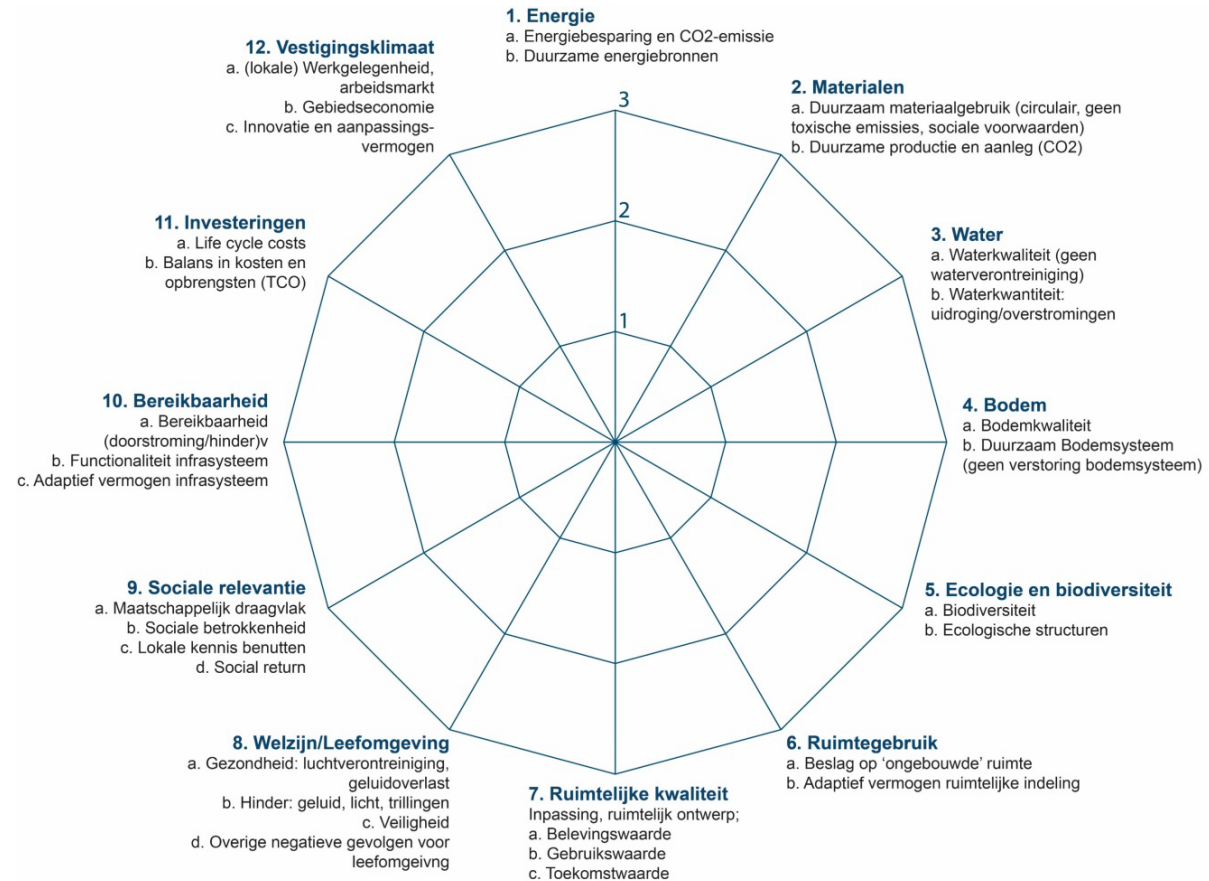 1. Energie
a. Energiebesparing en CO2-emissie
b. Duurzame energiebronnen
2. Materialen
a. Duurzaam materiaalgebruik (circulair, geen
toxische emissies, sociale voorwaarden)
b. Duurzame productie en aanleg (CO2)
3. Water
a. Waterkwaliteit (geen
waterverontreiniging)
b. Waterkwantiteit:
uidroging/overstromingen
4. Bodem
a. Bodemkwaliteit
b. Duurzaam Bodemsysteem
(geen verstoring bodemsysteem)
5. Ecologie en biodiversiteit
a. Biodiversiteit
b. Ecologische structuren
6. Ruimtegebruik
a. Beslag op ‘ongebouwde’ ruimte
b. Adaptief vermogen ruimtelijke indeling
7. Ruimtelijke kwaliteit
Inpassing, ruimtelijk ontwerp;
a. Belevingswaarde
b. Gebruikswaarde
c. Toekomstwaarde
8. Welzijn/Leefomgeving
a. Gezondheid: luchtverontreiniging,
geluidoverlast
b. Hinder: geluid, licht, trillingen
c. Veiligheid
d. Overige negatieve gevolgen voor
leefomgeivng
9. Sociale relevantie
a. Maatschappelijk draagvlak
b. Sociale betrokkenheid
c. Lokale kennis benutten
d. Social return
10. Bereikbaarheid
a. Bereikbaarheid
(doorstroming/hinder)v
b. Functionaliteit infrasysteem
c. Adaptief vermogen infrasysteem
11. Investeringen
a. Life cycle costs
b. Balans in kosten en
opbrengsten (TCO)
12. Vestigingsklimaat
a. (lokale) Werkgelegenheid,
arbeidsmarkt
b. Gebiedseconomie
c. Innovatie en aanpassings-
vermogen
3
2
1